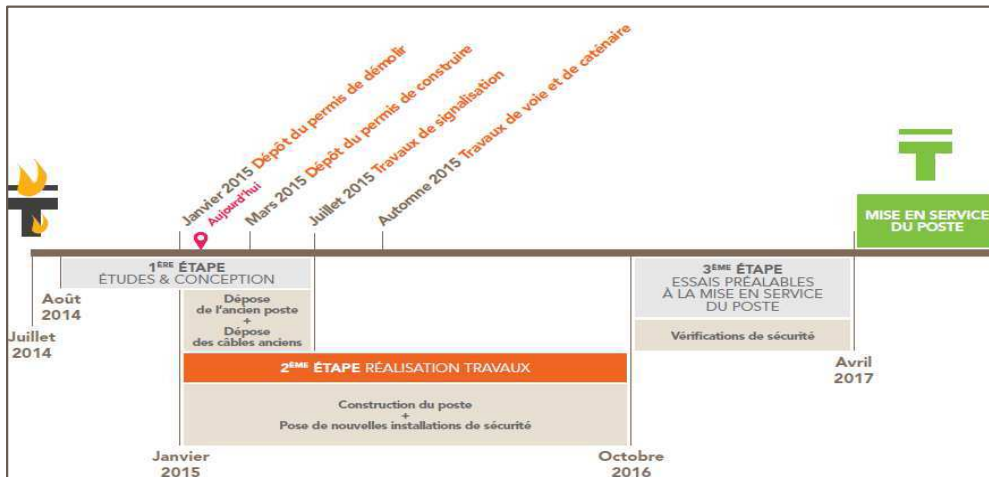 Janvier 2015 Dépôt du permis de démolir
Aujourd'hui
Mars 2015 Dépôt du permis de construire
Juillet 2015 Travaux de signalisation
Automne 2015 Travaux de voie et de caténaire
MISE EN SERVICE
DU POSTE
1ÈRE ÉTAPE
ÉTUDES & CONCEPTION
3ÈME ÉTAPE
ESSAIS PRÉALABLES
À LA MISE EN SERVICE
DU POSTE
Août
2014
Juillet
2014
Dépose
de l'ancien poste
+
Dépose
des câbles anciens
Vérifications de sécurité
2ÈME ÉTAPE RÉALISATION TRAVAUX
Avril
2017
Construction du poste
+
Pose de nouvelles installations de sécurité
Janvier
2015
Octobre
2016